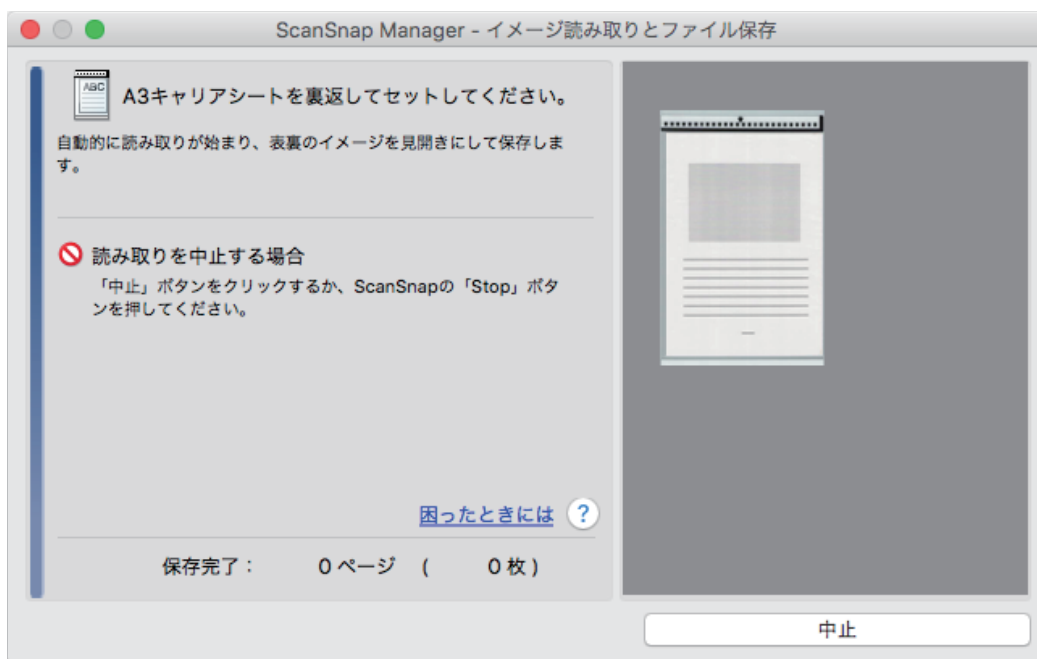 ScanSnap Manager - イメージ読み取りとファイル保存
ABC
A3キャリアシートを裏返してセットしてください。
自動的に読み取りが始まり、表裏のイメージを見開きにして保存しま
す。
読み取りを中止する場合
「中止」ボタンをクリックするか、ScanSnapの「Stop」ボタ
ンを押してください。
困ったときには ?
保存完了： 0 ページ ( 0 枚 )
中止